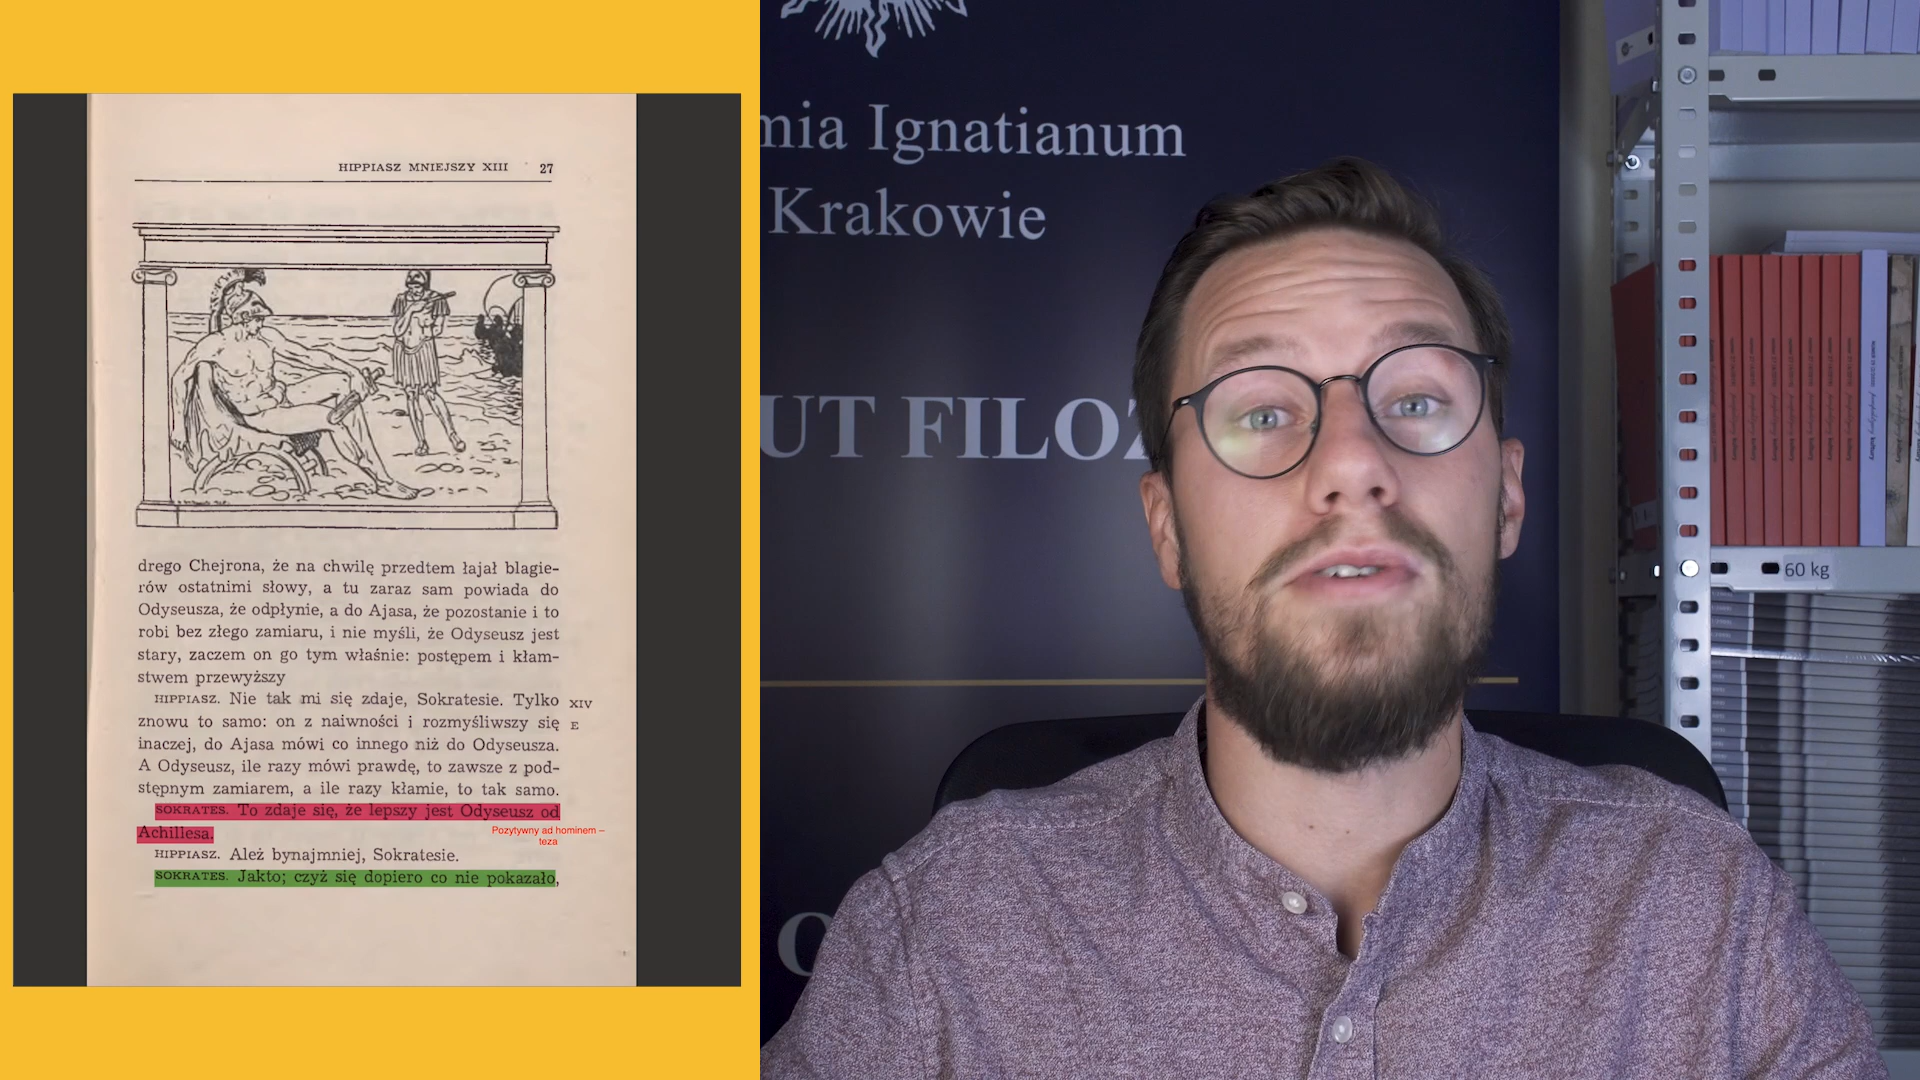 HIPPIASZ MNIEJSZY XIII 27
drego Chejrona, że na chwilę przedtem łajał blagie-
rów ostatnimi słowy, a tu zaraz sam powiada do
Odyseusza, że odpłynie, a do Ajasa, że pozostanie i to
robi bez złego zamiaru, i nie myśli, że Odyseusz jest
stary, zaczem on go tym właśnie: postępem i kłam-
stwem przewyższy
HIPPIASZ. Nie tak mi się zdaje, Sokratesie. Tylko XIV
znowu to samo: on z naiwności i rozmyśliwszy się E
inaczej, do Ajasa mówi co innego niż do Odyseusza.
A Odyseusz, ile razy mówi prawdę, to zawsze z pod-
stępnym zamiarem, a ile razy kłamie, to tak samo.
SOKRATES. To zdaje się, że lepszy jest Odyseusz od
Achillesa.
Pozytywny ad hominem –
teza
HIPPIASZ. Ależ bynajmniej, Sokratesie.
SOKRATES. Jakto; czyż się dopiero co nie pokazało,
mia Ignatianum
Krakowie
UT FILOZ
O
60 kg